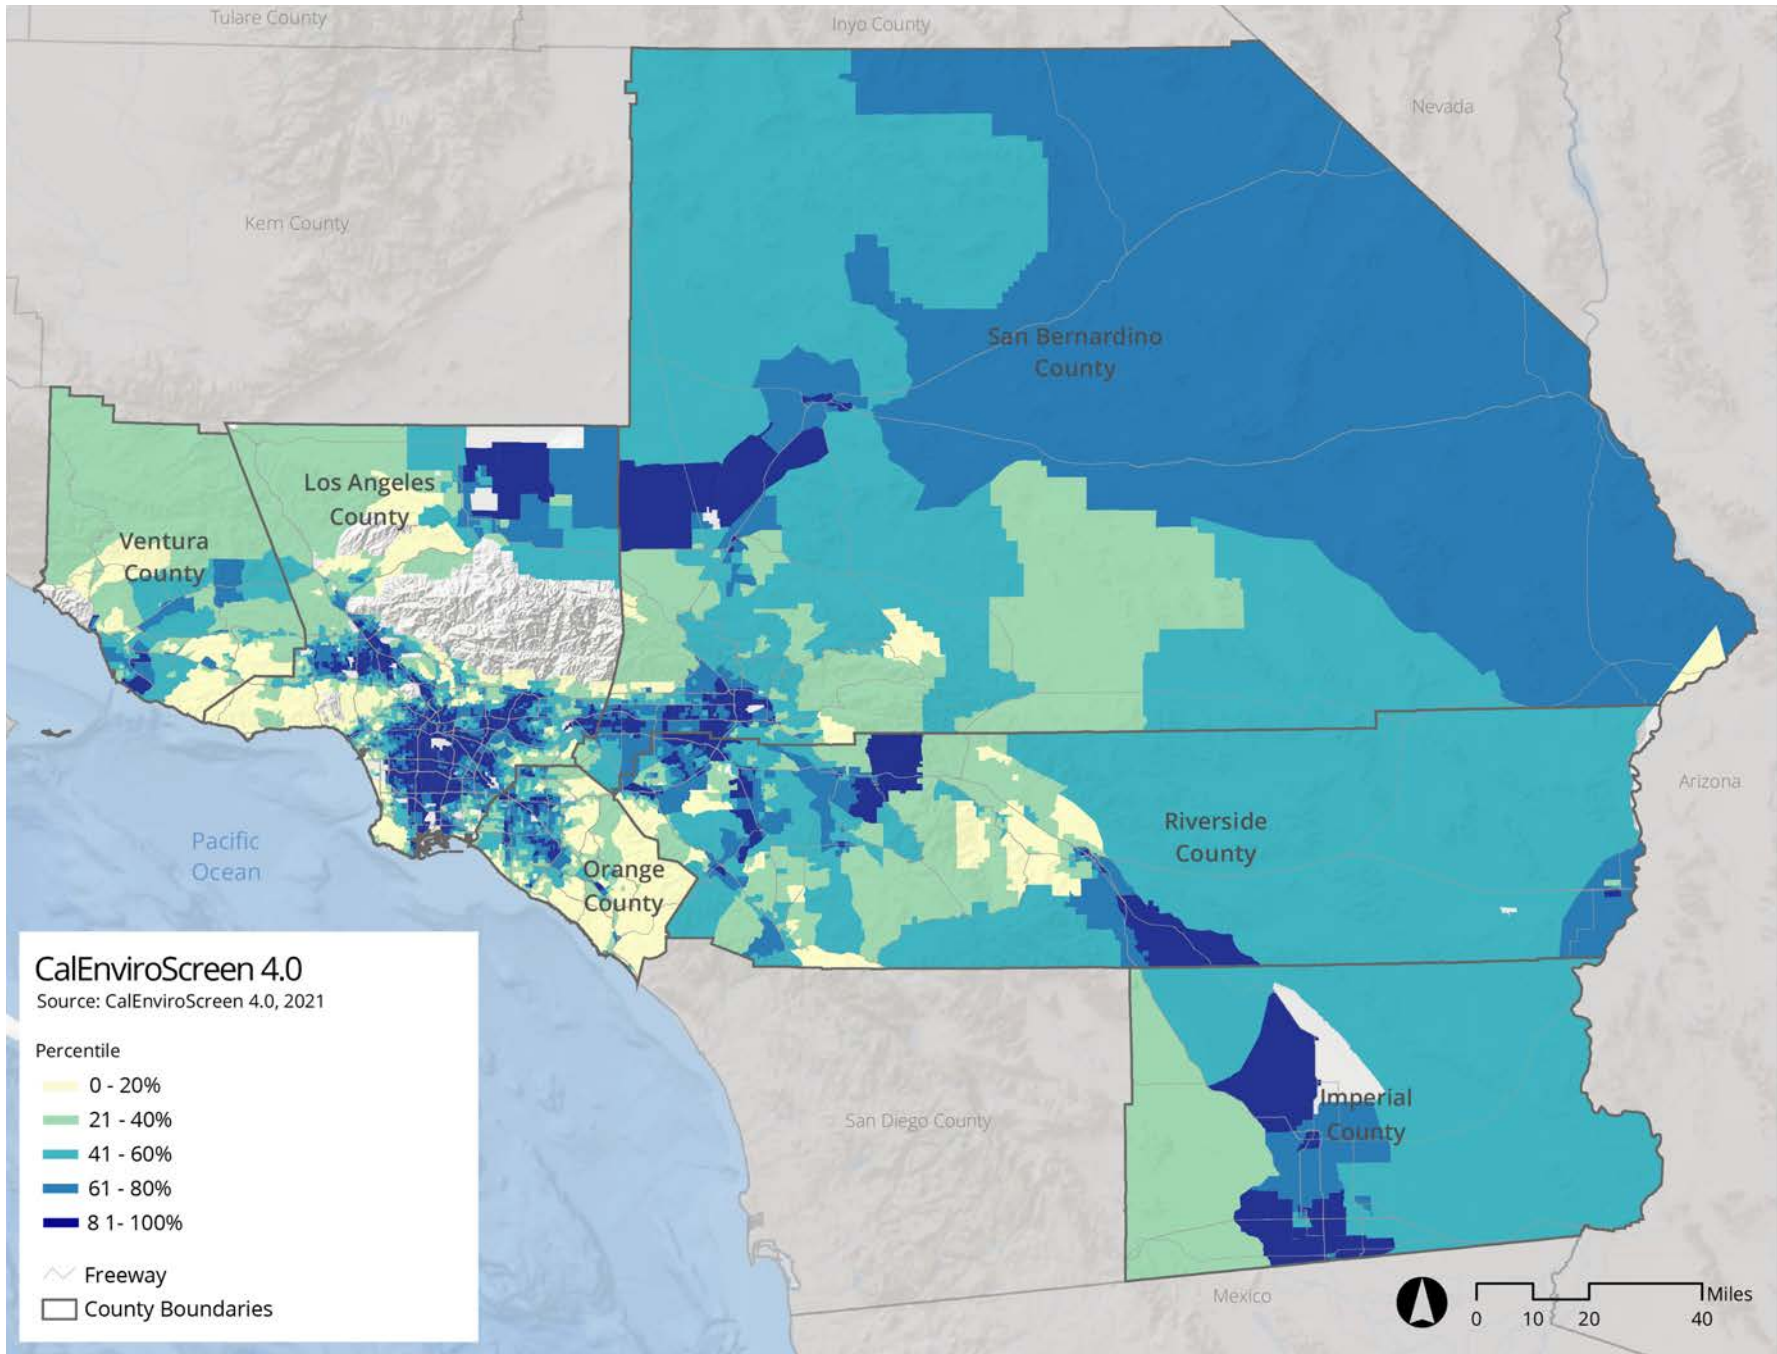 Tulare County
Inyo County
Nevada
Kern County
San Bernardino
County
Los Angeles
County
Ventura
County
Arizona
Riverside
County
Pacific
Ocean
Orange
County
CalEnviroScreen 4.0
Source: CalEnviroScreen 4.0, 2021
Percentile
0 - 20%
21 - 40%
41 - 60%
61 - 80%
8 1- 100%
Freeway
County Boundaries
San Diego County
Imperial
County
Mexico
Miles
0 10 20 40